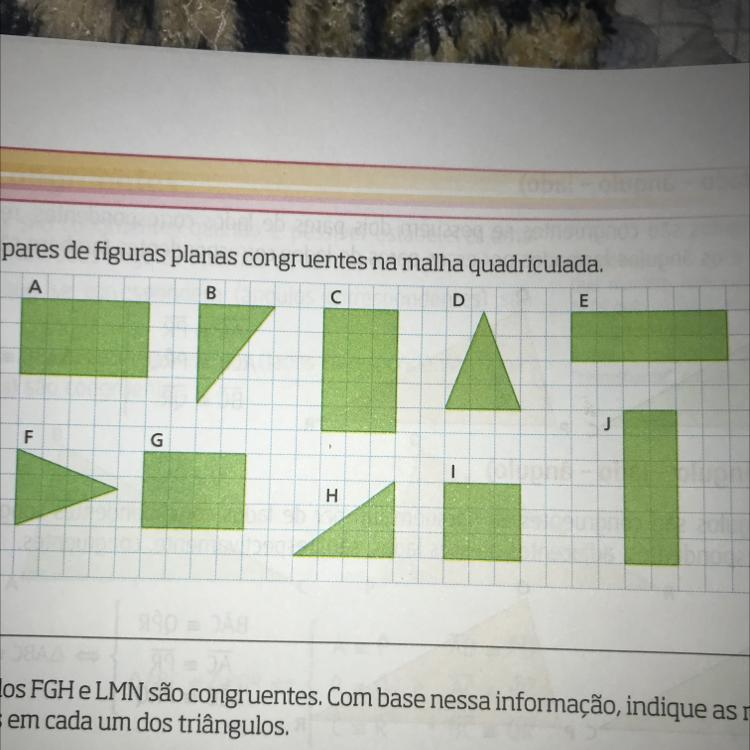 pares de figuras planas congruentes na malha quadriculada.
A
B
C
D
E
F
G
H
I
J
los FGH e LMN são congruentes. Com base nessa informação, indique as
s em cada um dos triângulos.